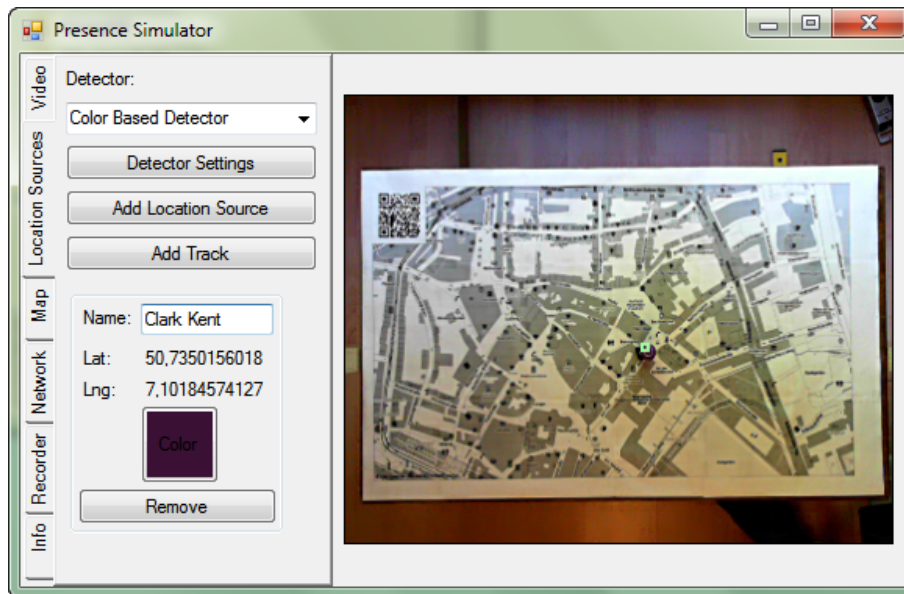 Presence Simulator
Video
Location Sources
Map
Network
Recorder
Info
Detector:
Color Based Detector
Detector Settings
Add Location Source
Add Track
Name: Clark Kent
Lat: 50,7350156018
Lng: 7,10184574127
Color
Remove